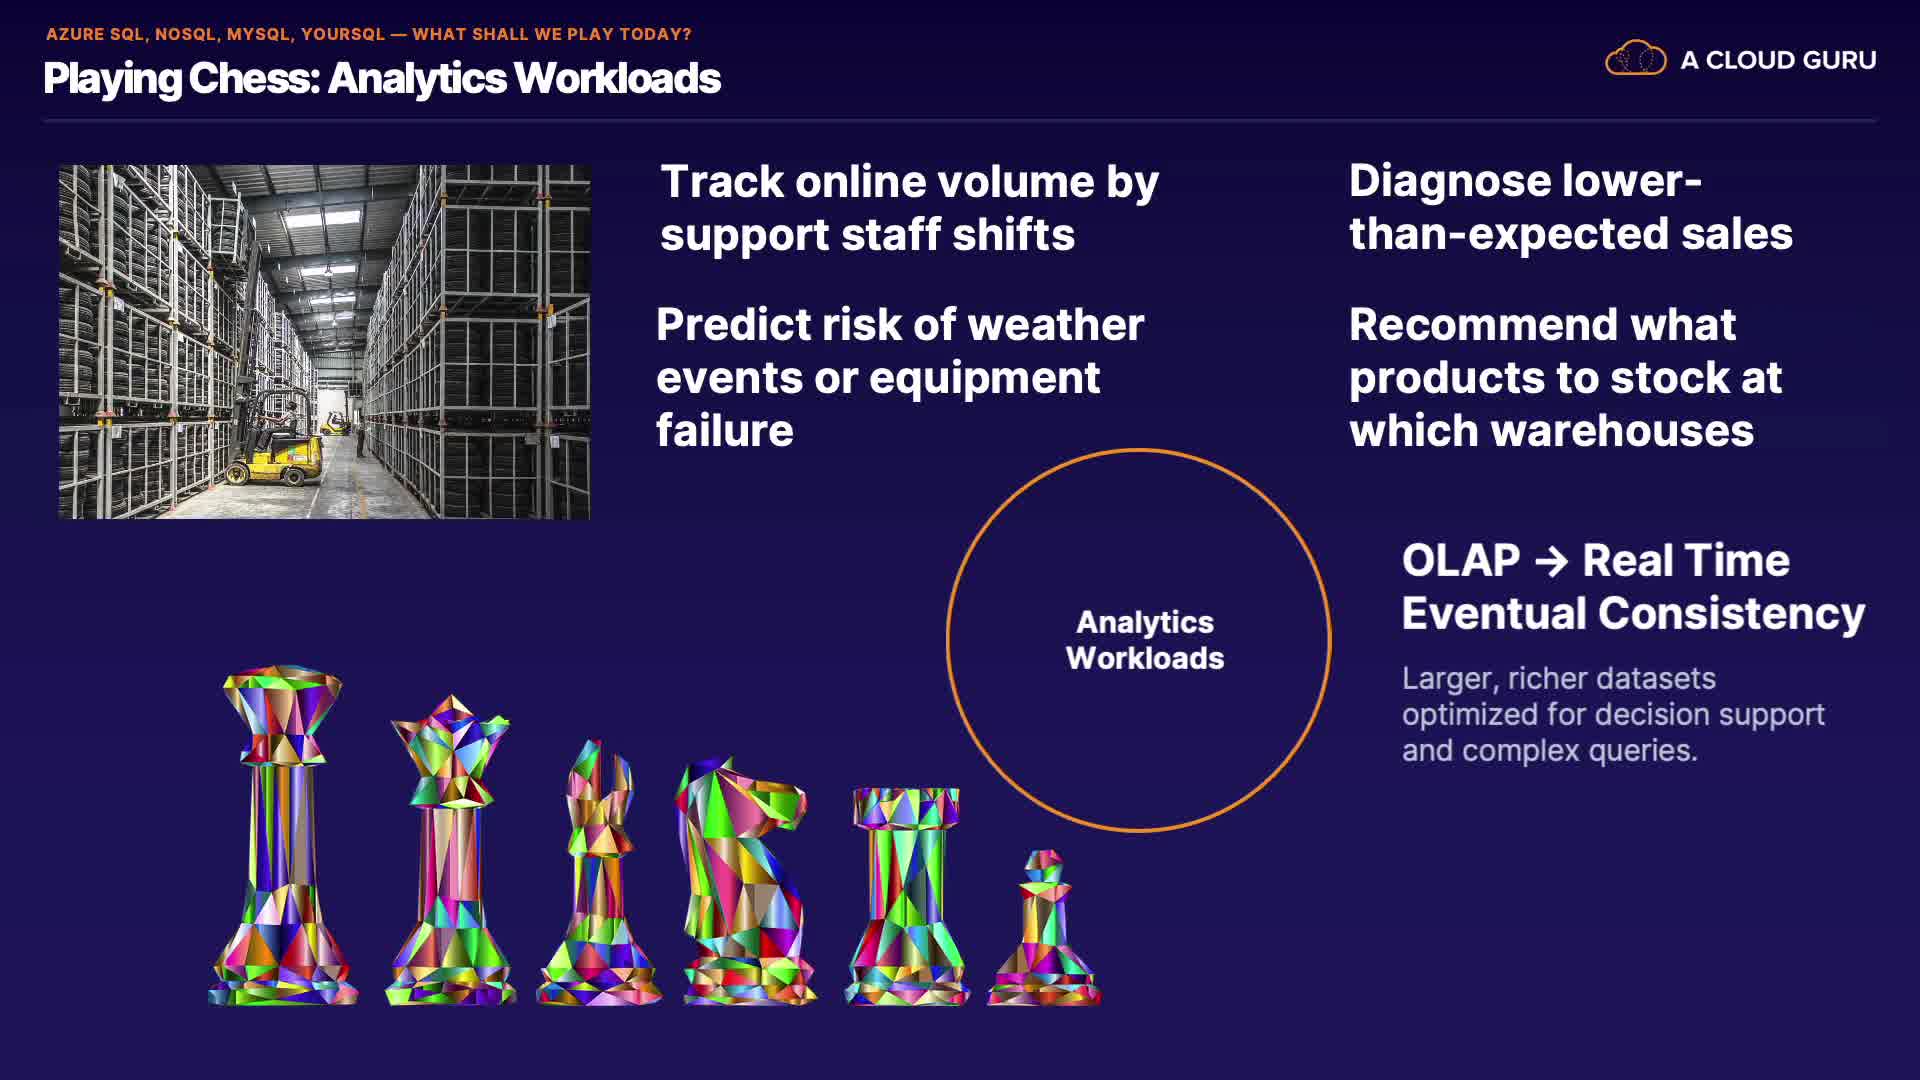 AZURE SQL, NOSQL, MYSQL, YOURSQL — WHAT SHALL WE PLAY TODAY?
Playing Chess: Analytics Workloads
A CLOUD GURU
Track online volume by
support staff shifts
Diagnose lower-
than-expected sales
Predict risk of weather
events or equipment
failure
Recommend what
products to stock at
which warehouses
Analytics
Workloads
OLAP → Real Time
Eventual Consistency
Larger, richer datasets
optimized for decision support
and complex queries.